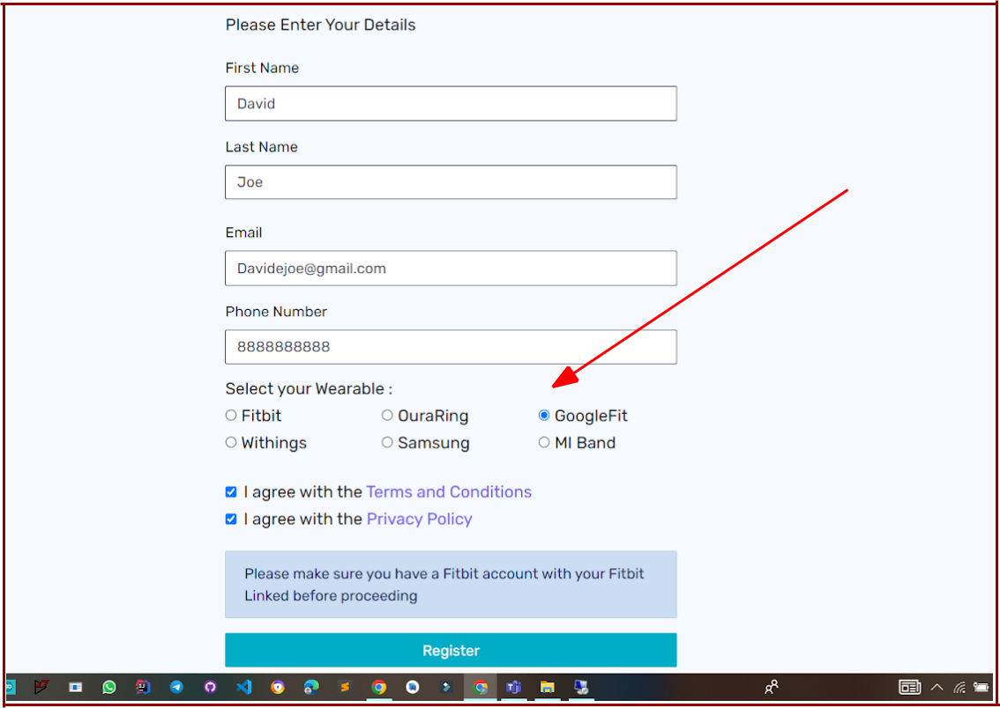 Please Enter Your Details
First Name
David
Last Name
Joe
Email
Davidejoe@gmail.com
Phone Number
8888888888
Select your Wearable :
Fitbit OuraRing GoogleFit
Withings Samsung MI Band
I agree with the Terms and Conditions
I agree with the Privacy Policy
Please make sure you have a Fitbit account with your Fitbit
Linked before proceeding
Register